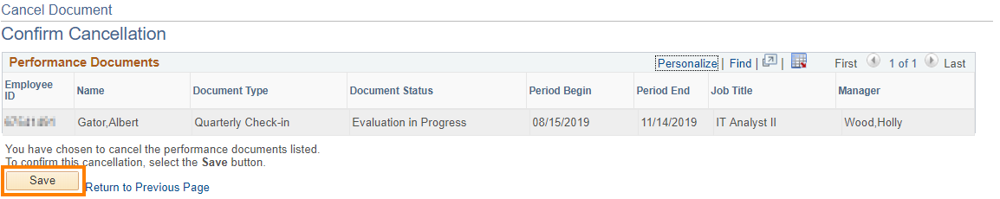 Cancel Document
Confirm Cancellation
Performance Documents Personalize | Find | | First 1 of 1 Last
Employee ID Name Document Type Document Status Period Begin Period End Job Title Manager
Gator,Albert Quarterly Check-in Evaluation in Progress 08/15/2019 11/14/2019 IT Analyst II Wood,Holly
You have chosen to cancel the performance documents listed.
To confirm this cancellation, select the Save button.
Save Return to Previous Page